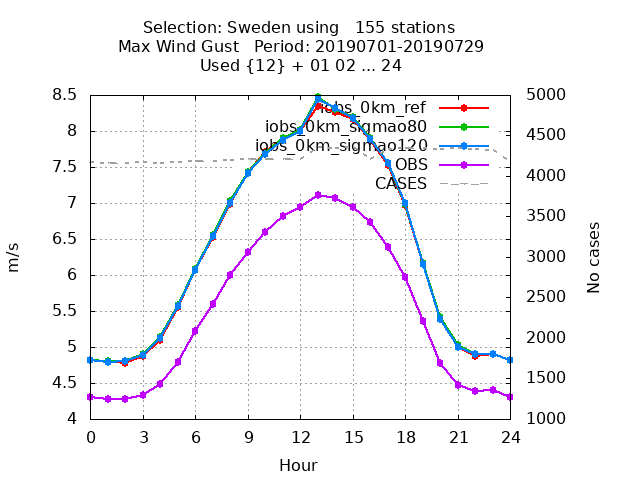 Selection: Sweden using   155 stations
Max Wind Gust   Period: 20190701-20190729
Used {12} + 01 02 ... 24
8.5
8
7.5
7
6.5
6
5.5
5
4.5
4
m/s
5000
4500
4000
3500
3000
2500
2000
1500
1000
No cases
iobs_0km_ref
iobs_0km_sigmao80
iobs_0km_sigmao120
OBS
CASES
0 3 6 9 12 15 18 21 24
Hour